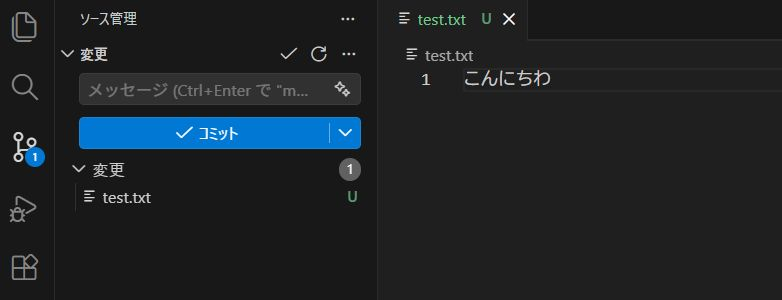 ソース管理
変更
メッセージ (Ctrl+Enter で "m...
コミット
変更 1
test.txt U
1
test.txt U
test.txt
1 こんにちわ